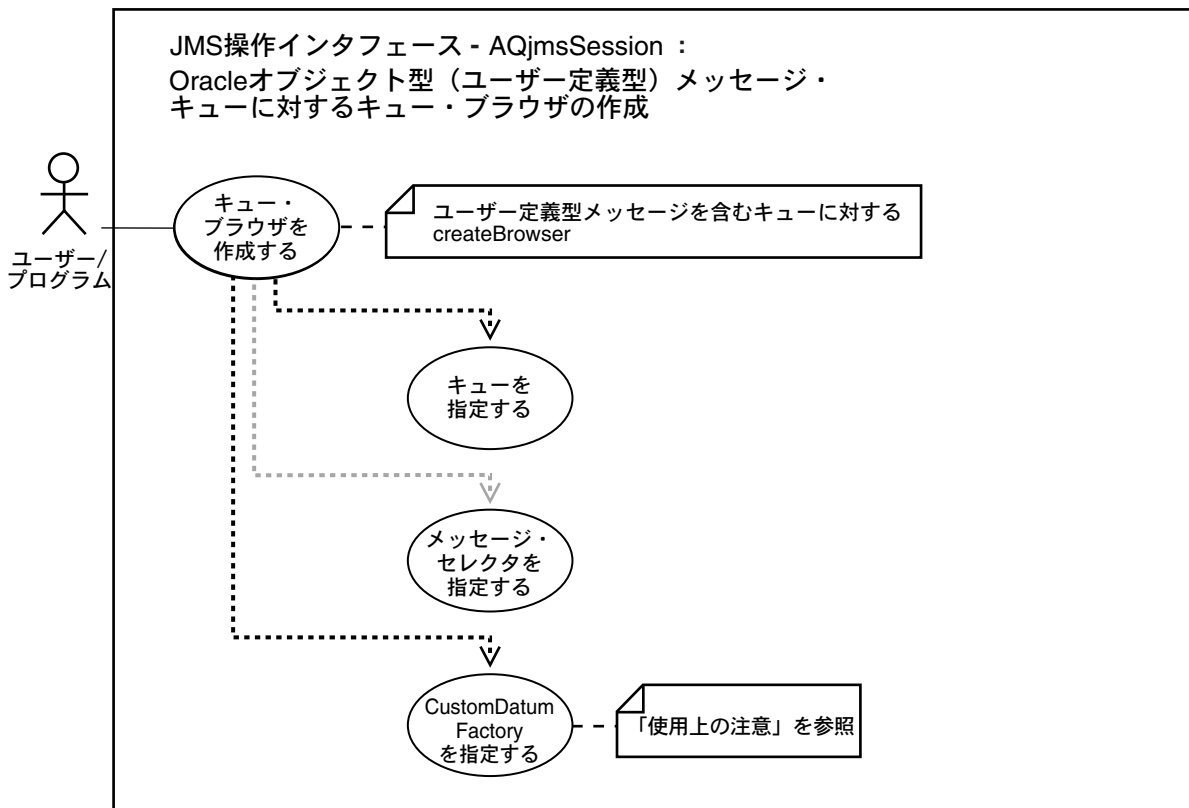 JMS操作インタフェース - AQjmsSession :
Oracleオブジェクト型（ユーザー定義型）メッセージ・
キューに対するキュー・ブラウザの作成
ユーザー/
プログラム
キュー・
ブラウザを
作成する
ユーザー定義型メッセージを含むキューに対する
createBrowser
キューを
指定する
メッセージ・
セレクタを
指定する
CustomDatum
Factory
を指定する
「使用上の注意」を参照